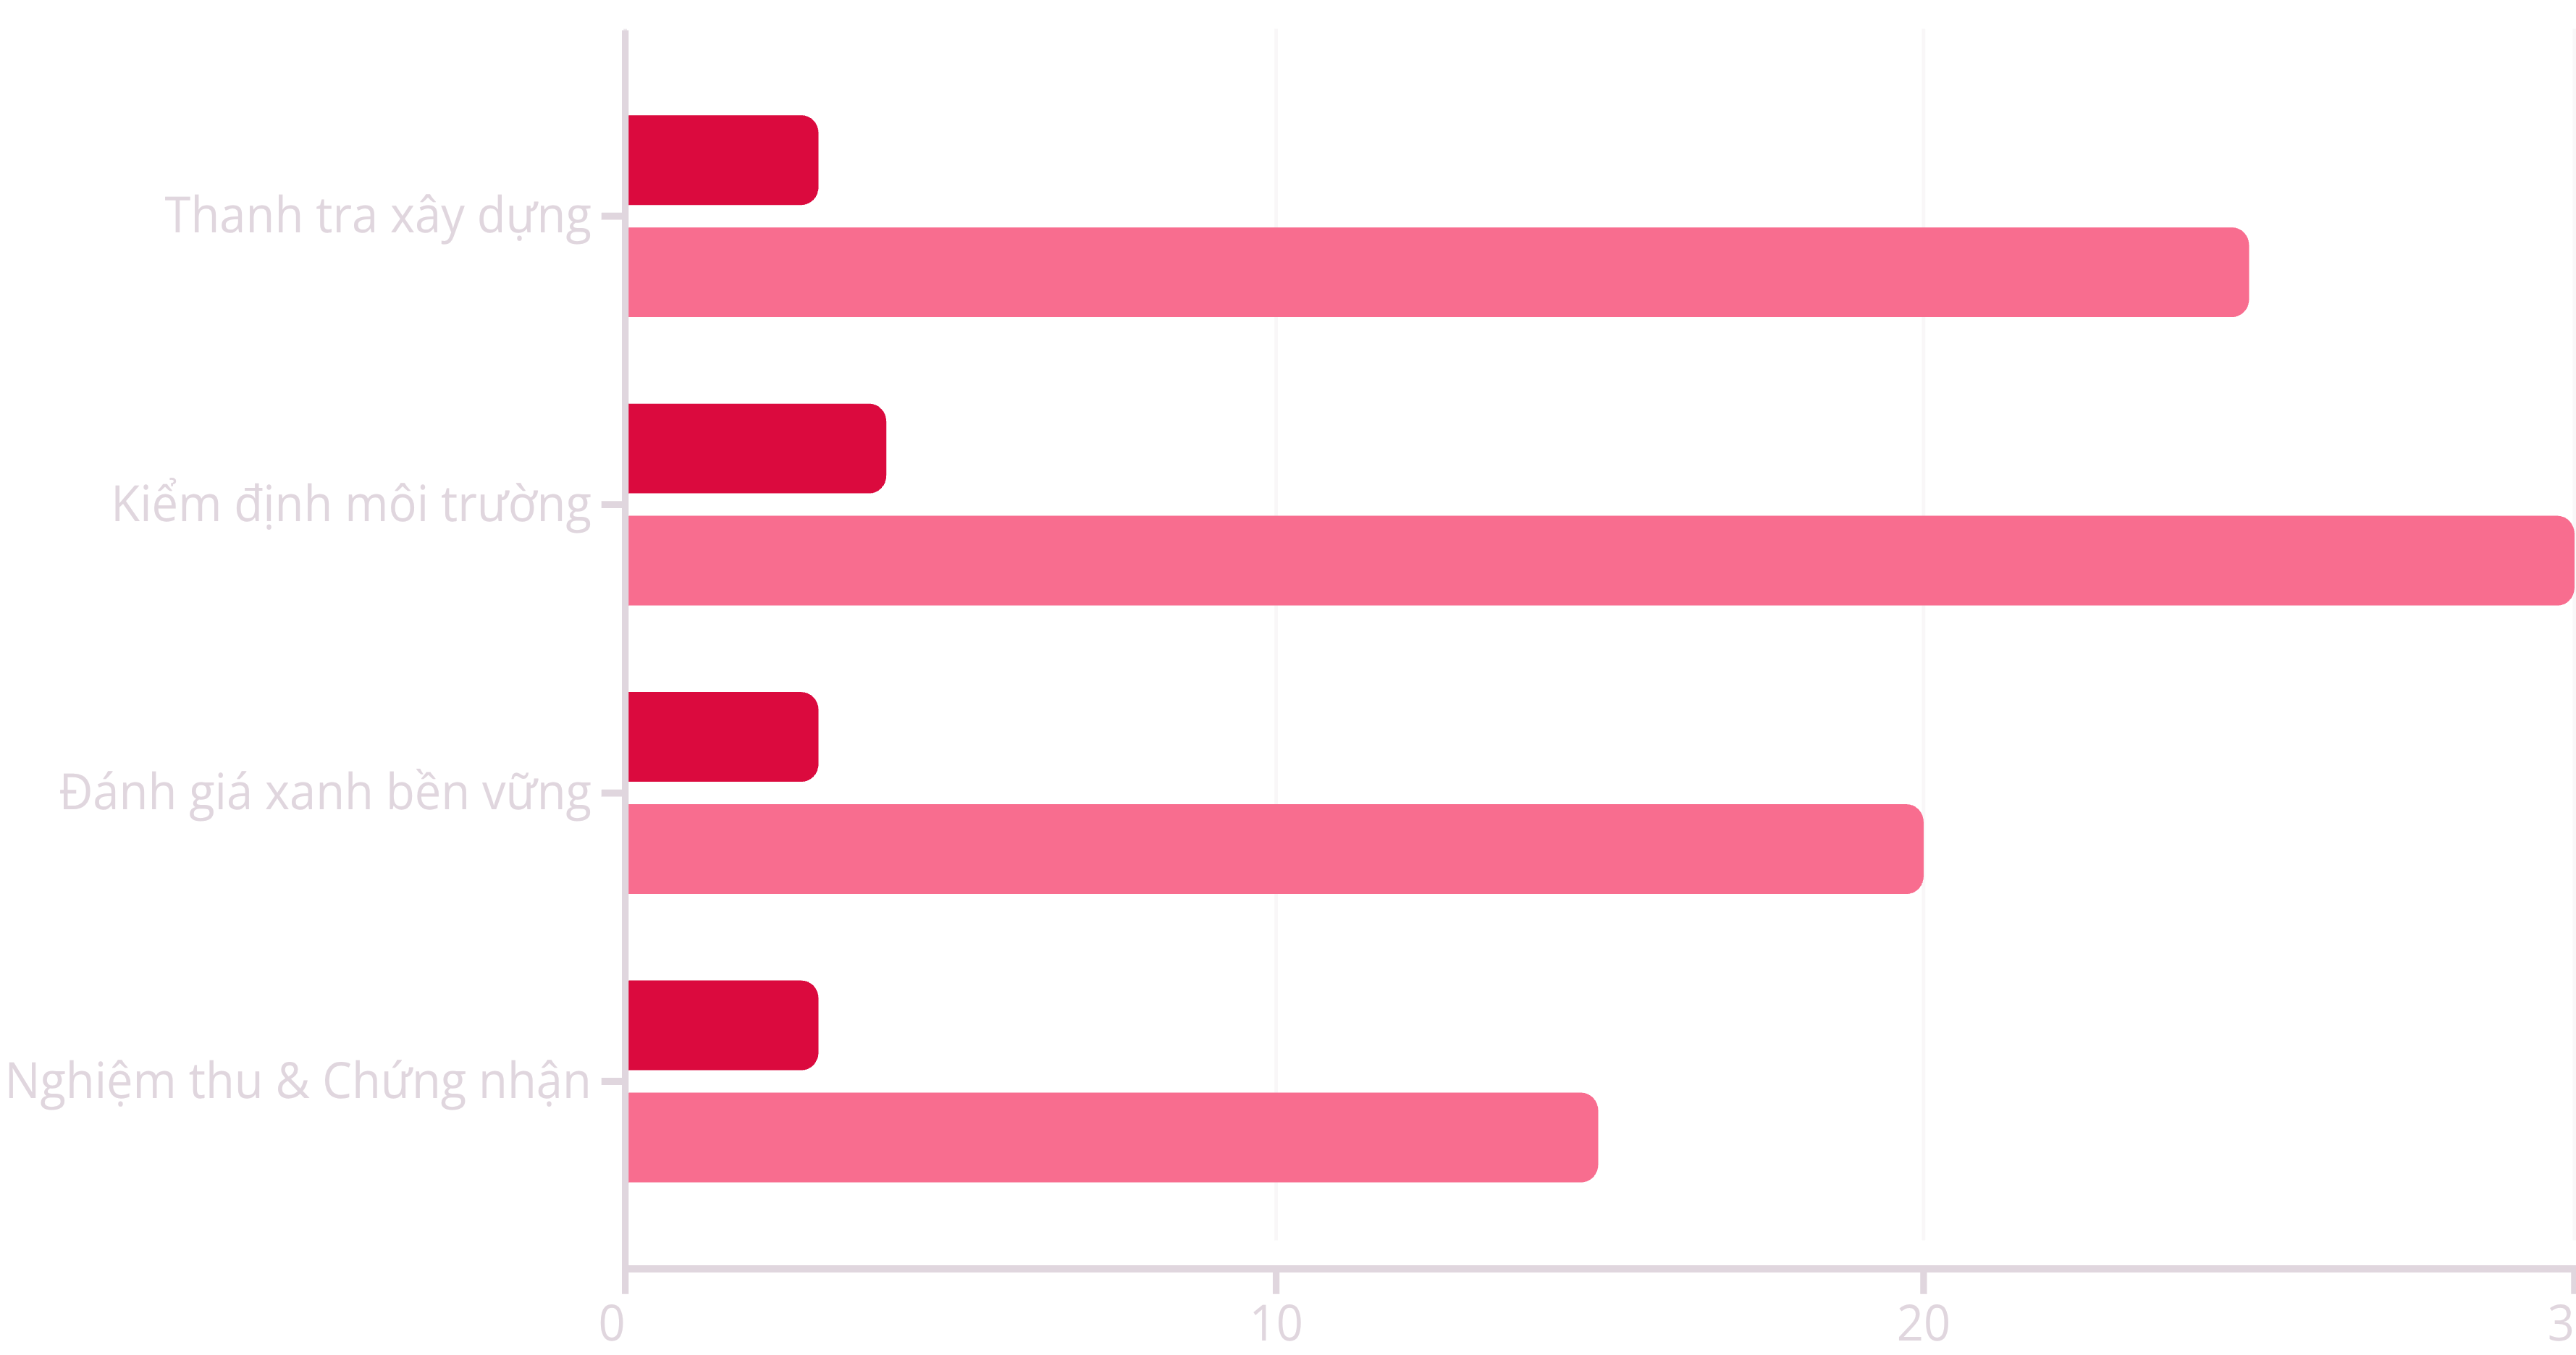 Thanh tra xây dựng
Kiểm định môi trường
Đánh giá xanh bền vững
Nghiệm thu & Chứng nhận
0 10 20 3